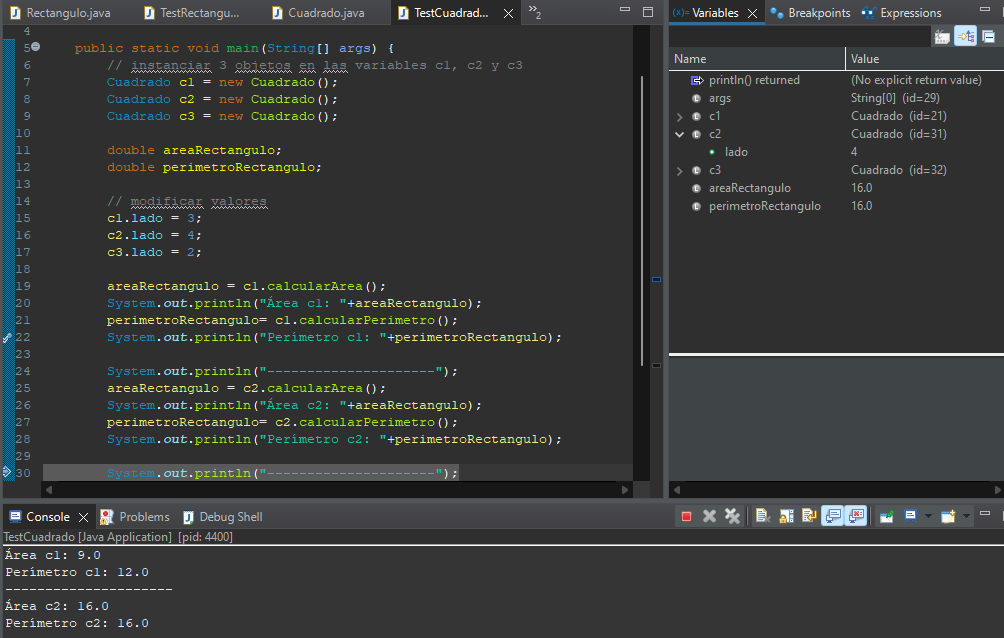 Rectangulo.java TestRectangu... Cuadrado.java TestCuadrad... 2
(x)= Variables Breakpoints Expressions
4
5 public static void main(String[] args) {
6 // instanciar 3 objetos en las variables c1, c2 y c3
7 Cuadrado c1 = new Cuadrado();
8 Cuadrado c2 = new Cuadrado();
9 Cuadrado c3 = new Cuadrado();
10
11 double areaRectangulo;
12 double perimetroRectangulo;
13
14 // modificar valores
15 c1.lado = 3;
16 c2.lado = 4;
17 c3.lado = 2;
18
19 areaRectangulo = c1.calcularArea();
20 System.out.println("Área c1: "+areaRectangulo);
21 perimetroRectangulo= c1.calcularPerimetro();
22 System.out.println("Perímetro c1: "+perimetroRectangulo);
23
24 System.out.println("---------------------");
25 areaRectangulo = c2.calcularArea();
26 System.out.println("Área c2: "+areaRectangulo);
27 perimetroRectangulo= c2.calcularPerimetro();
28 System.out.println("Perímetro c2: "+perimetroRectangulo);
29
30 System.out.println("---------------------");
Name Value
println() returned (No explicit return value)
args String[0] (id=29)
c1 Cuadrado (id=21)
c2 Cuadrado (id=31)
lado 4
c3 Cuadrado (id=32)
areaRectangulo 16.0
perimetroRectangulo 16.0
Console Problems Debug Shell
TestCuadrado [Java Application] [pid: 4400]
Área c1: 9.0
Perímetro c1: 12.0
---------------------
Área c2: 16.0
Perímetro c2: 16.0